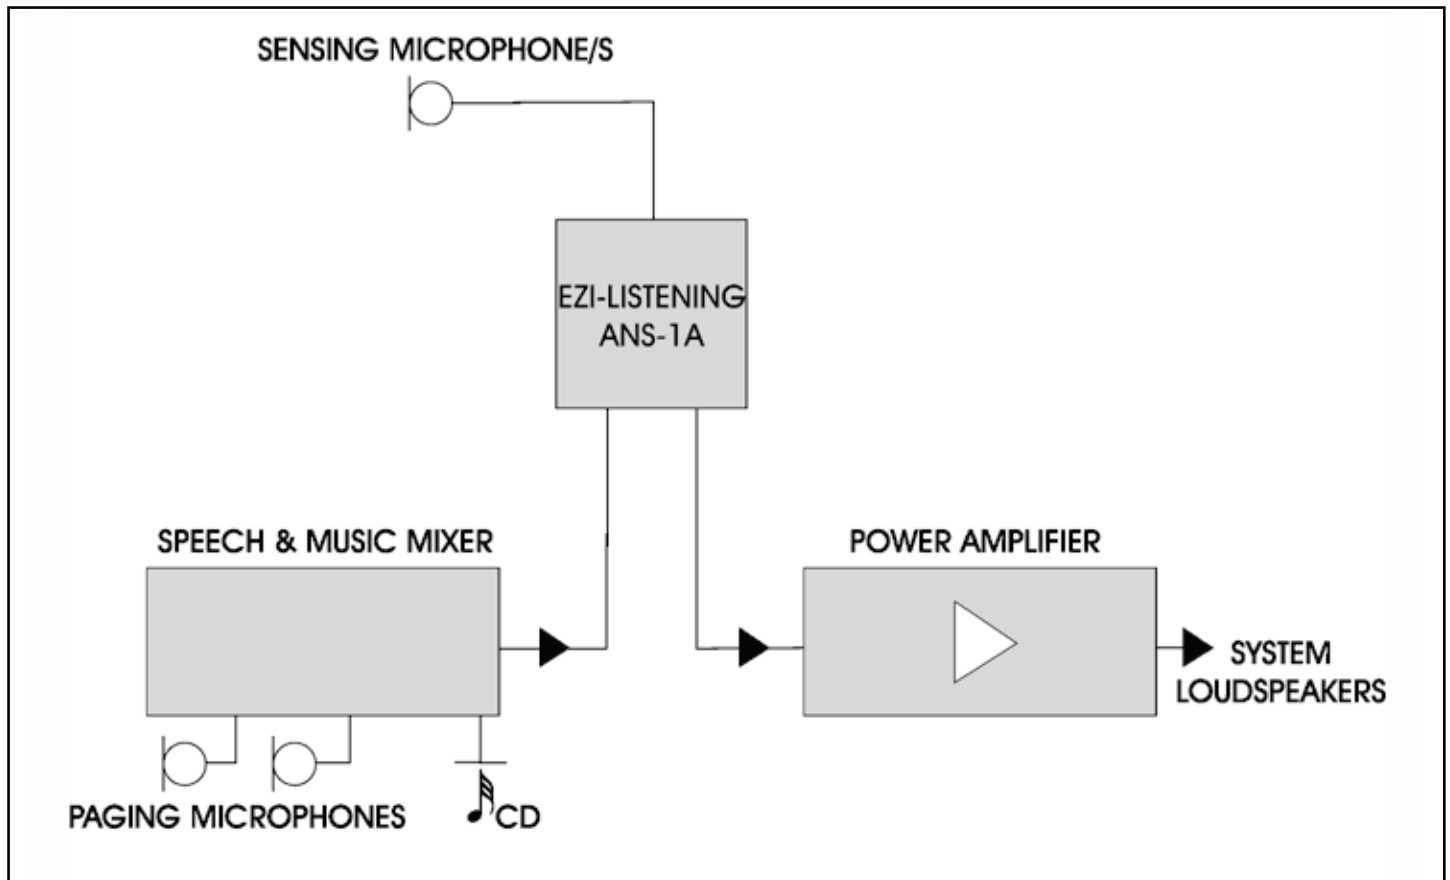 SENSING MICROPHONE/S
EZI-LISTENING
ANS-1A
SPEECH & MUSIC MIXER
POWER AMPLIFIER
SYSTEM
LOUDSPEAKERS
PAGING MICROPHONES
CD